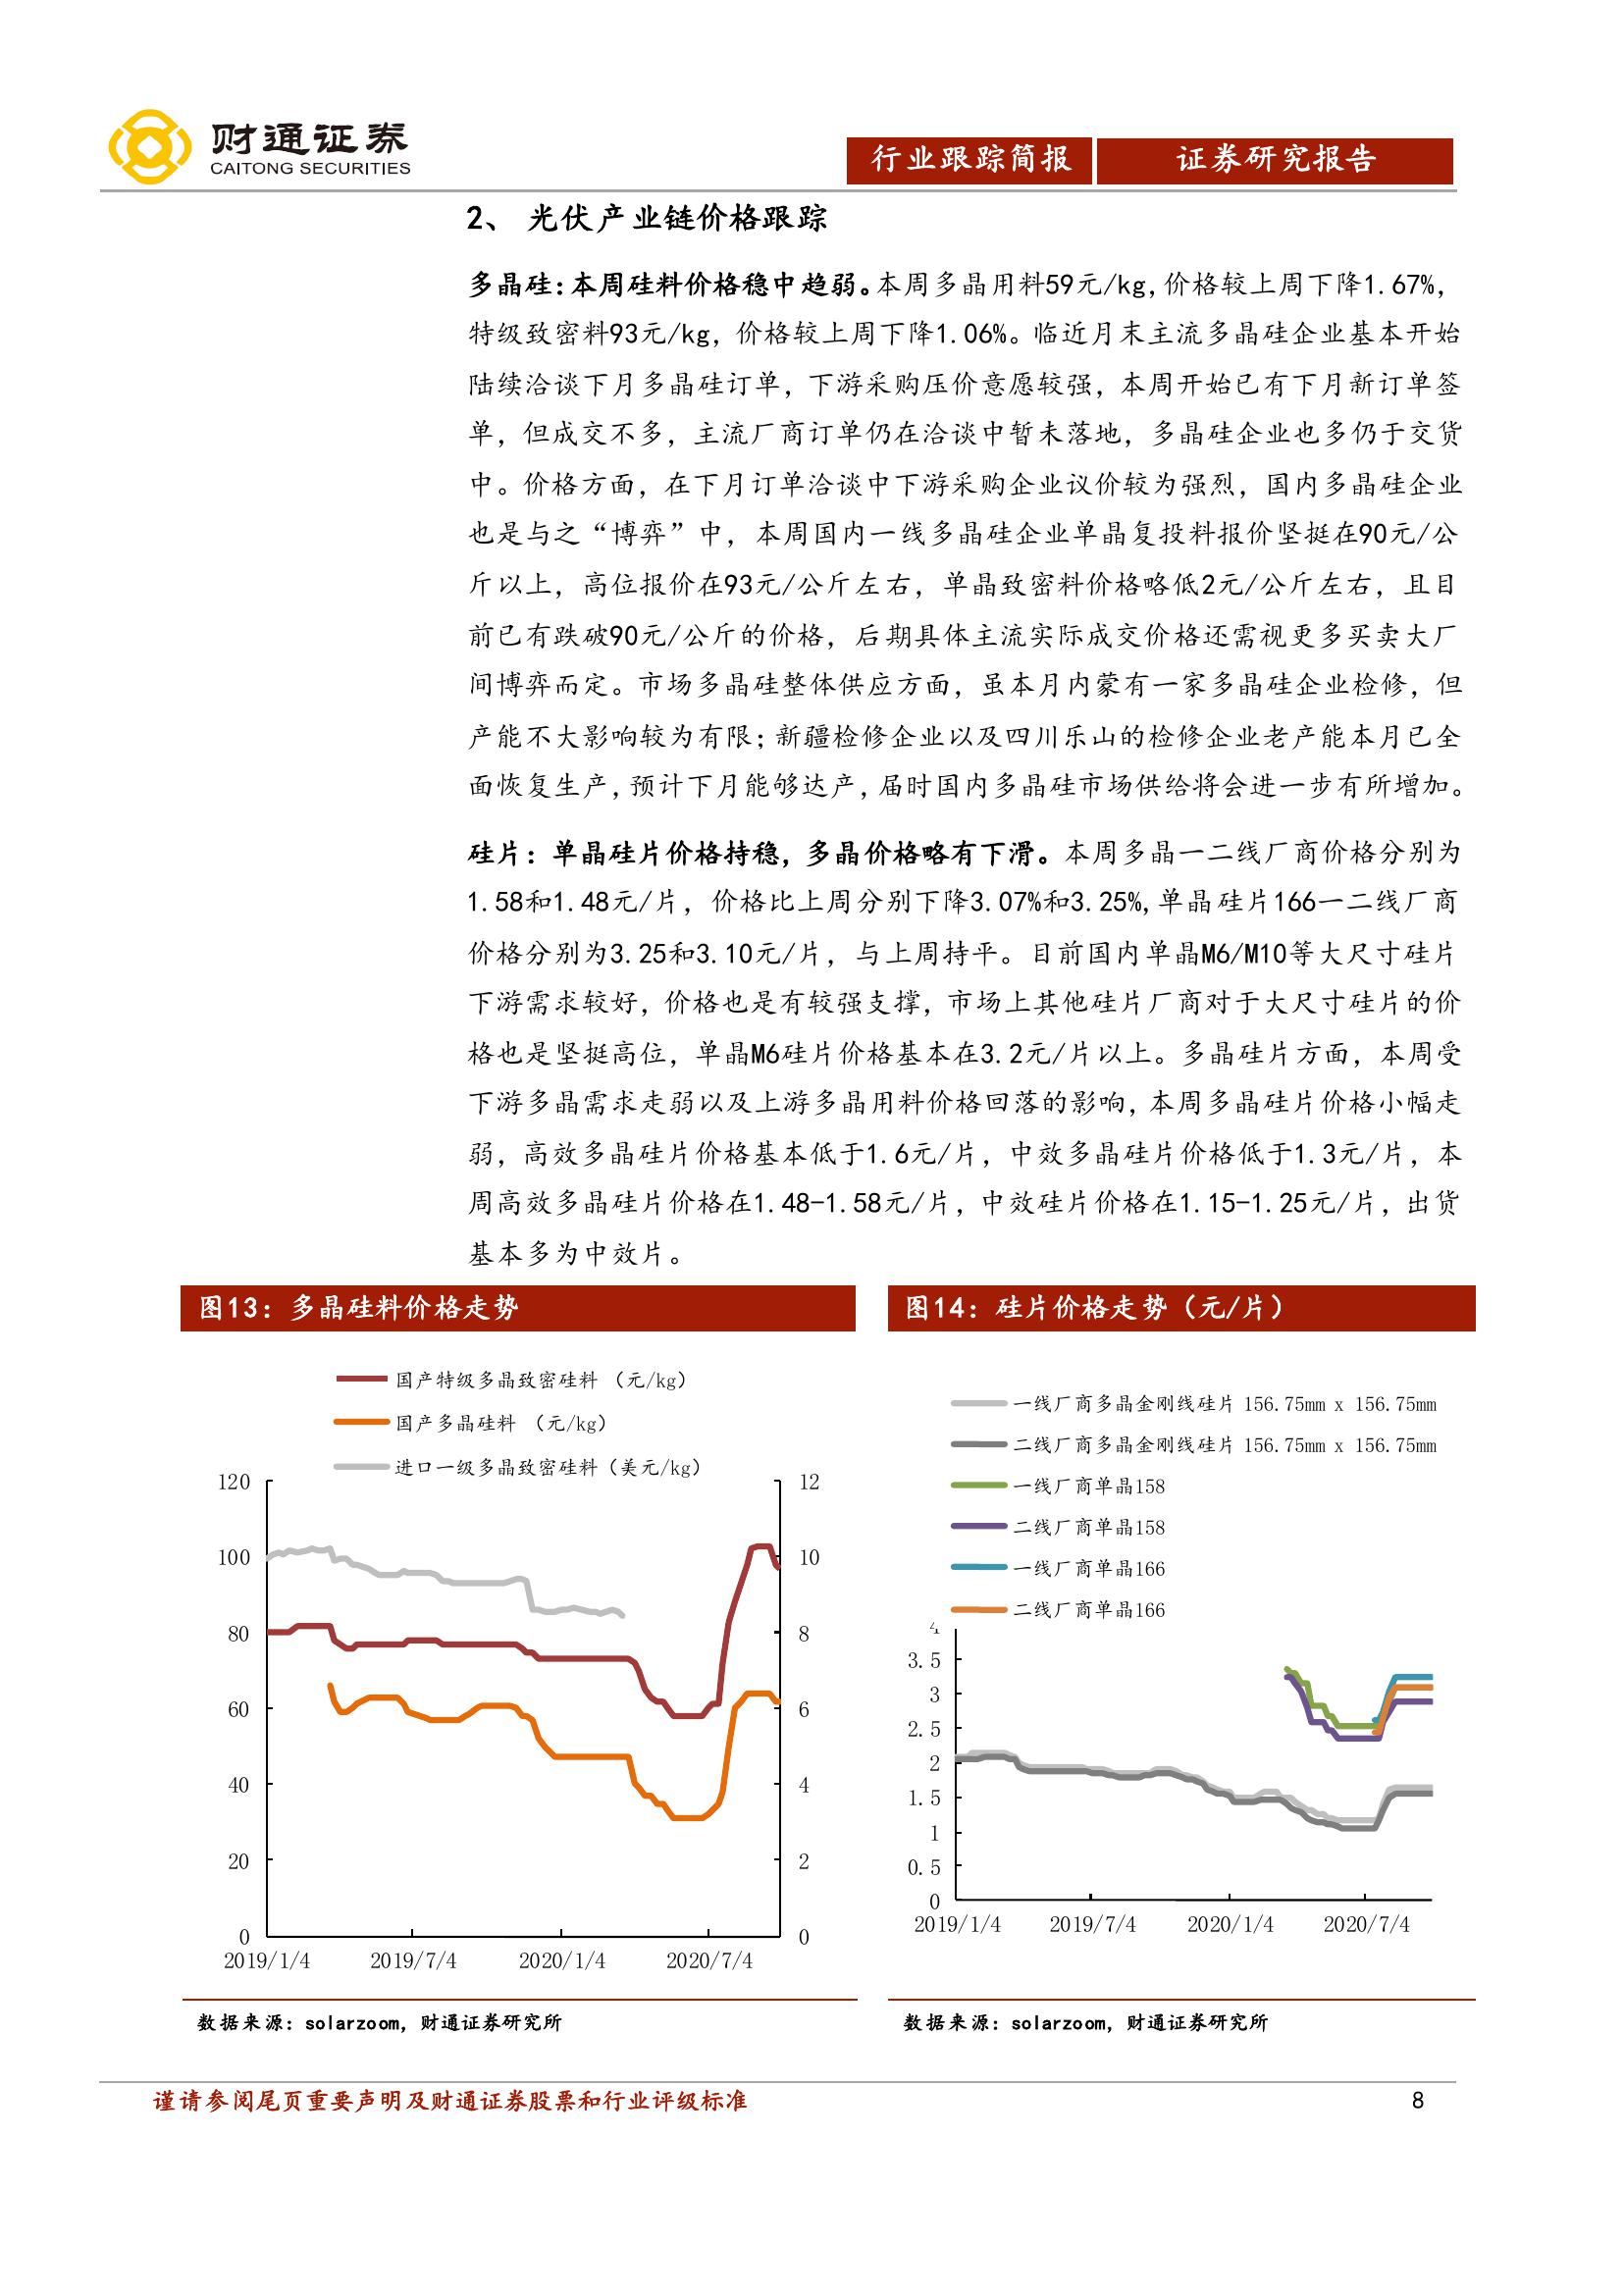 财通证券
CAITONG SECURITIES
行业跟踪简报
证券研究报告
2、 光伏产业链价格跟踪
多晶硅：本周硅料价格稳中趋弱。本周多晶用料59元/kg,价格较上周下降1.67%，
特级致密料93元/kg，价格较上周下降1.06%。临近月末主流多晶硅企业基本开始
陆续洽谈下月多晶硅订单，下游采购压价意愿较强，本周开始已有下月新订单签
单，但成交不多，主流厂商订单仍在洽谈中暂未落地，多晶硅企业也多仍于交货
中。价格方面，在下月订单洽谈中下游采购企业议价较为强烈，国内多晶硅企业
也是与之“博弈”中，本周国内一线多晶硅企业单晶复投料报价坚挺在90元/公
斤以上，高位报价在93元/公斤左右，单晶致密料价格略低2元/公斤左右，且目
前已有跌破90元/公斤的价格，后期具体主流实际成交价格还需视更多买卖大厂
间博弈而定。市场多晶硅整体供应方面，虽本月内蒙有一家多晶硅企业检修，但
产能不大影响较为有限；新疆检修企业以及四川乐山的检修企业老产能本月已全
面恢复生产，预计下月能够达产，届时国内多晶硅市场供给将会进一步有所增加。
硅片：单晶硅片价格持稳，多晶价格略有下滑。本周多晶一二线厂商价格分别为
1.58和1.48元/片，价格比上周分别下降3.07%和3.25%,单晶硅片166一二线厂商
价格分别为3.25和3.10元/片，与上周持平。目前国内单晶M6/M10等大尺寸硅片
下游需求较好，价格也是有较强支撑，市场上其他硅片厂商对于大尺寸硅片的价
格也是坚挺高位，单晶M6硅片价格基本在3.2元/片以上。多晶硅片方面，本周受
下游多晶需求走弱以及上游多晶用料价格回落的影响，本周多晶硅片价格小幅走
弱，高效多晶硅片价格基本低于1.6元/片，中效多晶硅片价格低于1.3元/片，本
周高效多晶硅片价格在1.48-1.58元/片，中效硅片价格在1.15-1.25元/片，出货
基本多为中效片。
图13：多晶硅料价格走势
国产特级多晶致密硅料 （元/kg）
国产多晶硅料 （元/kg）
进口一级多晶致密硅料（美元/kg）
120
100
80
60
40
20
0
12
10
8
6
4
2
0
2019/1/4 2019/7/4 2020/1/4 2020/7/4
数据来源：solarzoom，财通证券研究所
图14：硅片价格走势（元/片）
一线厂商多晶金刚线硅片 156.75mm x 156.75mm
二线厂商多晶金刚线硅片 156.75mm x 156.75mm
一线厂商单晶158
二线厂商单晶158
一线厂商单晶166
二线厂商单晶166
4
3.5
3
2.5
2
1.5
1
0.5
0
2019/1/4 2019/7/4 2020/1/4 2020/7/4
数据来源：solarzoom，财通证券研究所
谨请参阅尾页重要声明及财通证券股票和行业评级标准
8